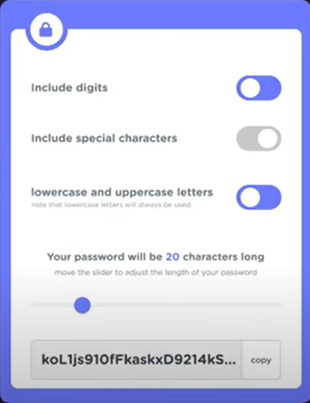 Include digits
Include special characters
lowercase and uppercase letters
note that lowercase letters will always be used
Your password will be 20 characters long
move the slider to adjust the length of your password
koL1js910fFkaskxD9214kS...
copy